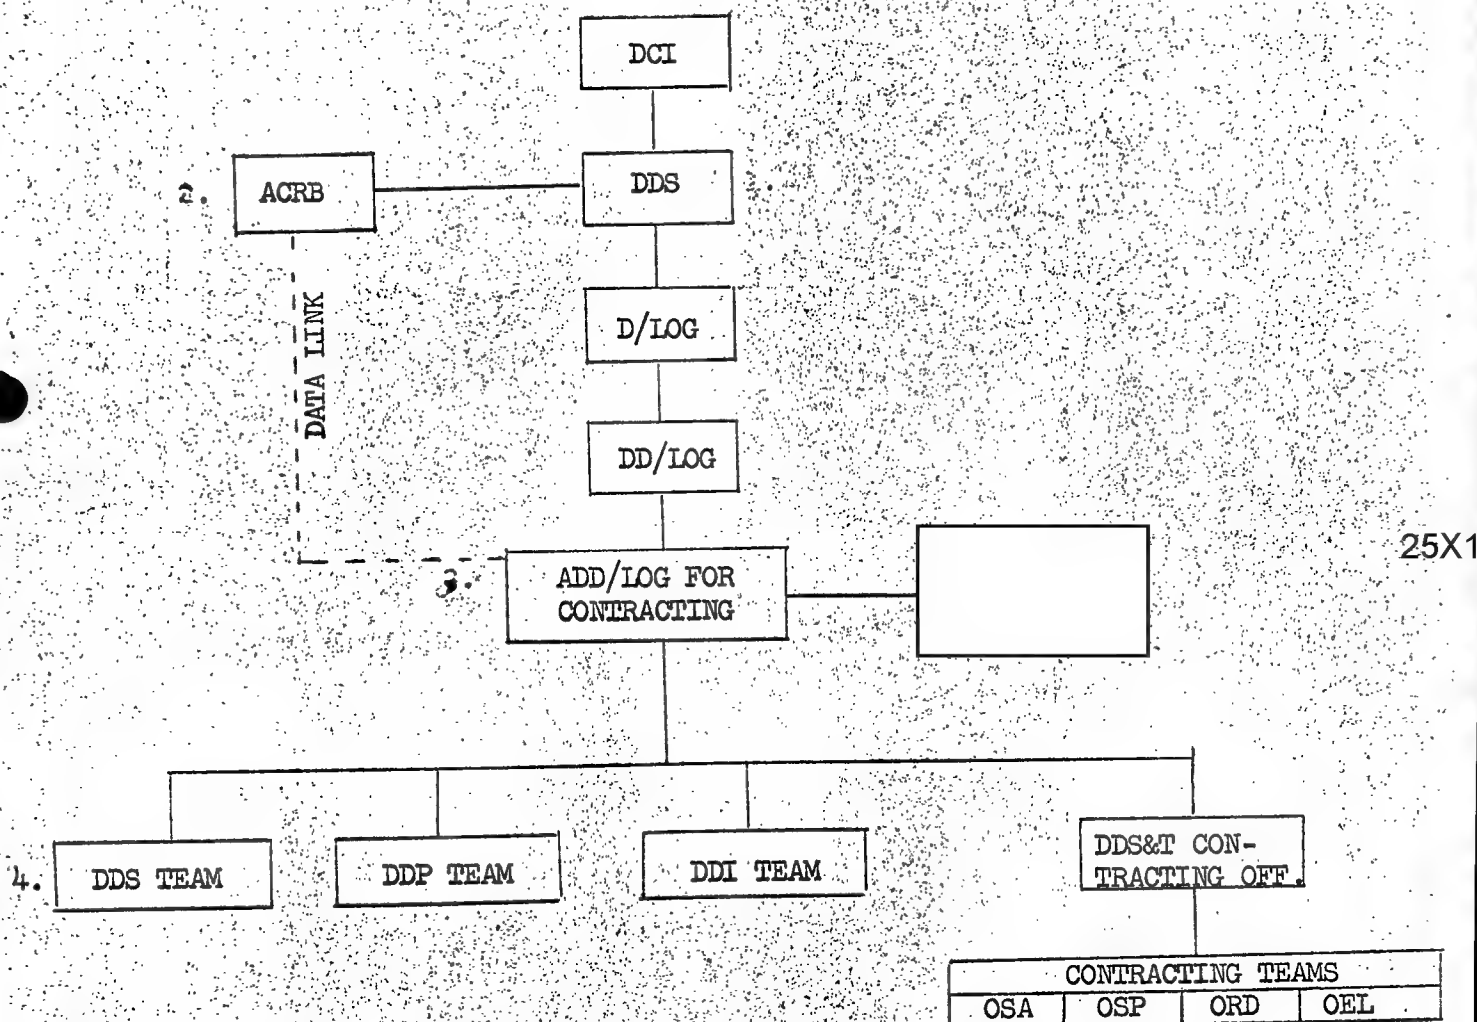 DCI
2. ACRB
DDS
DATA LINK
D/LOG
DD/LOG
25X1
3. ADD/LOG FOR
CONTRACTING
4. DDS TEAM
DDP TEAM
DDI TEAM
DDS&T CON-
TRACTING OFF.
CONTRACTING TEAMS
OSA OSP ORD OEL